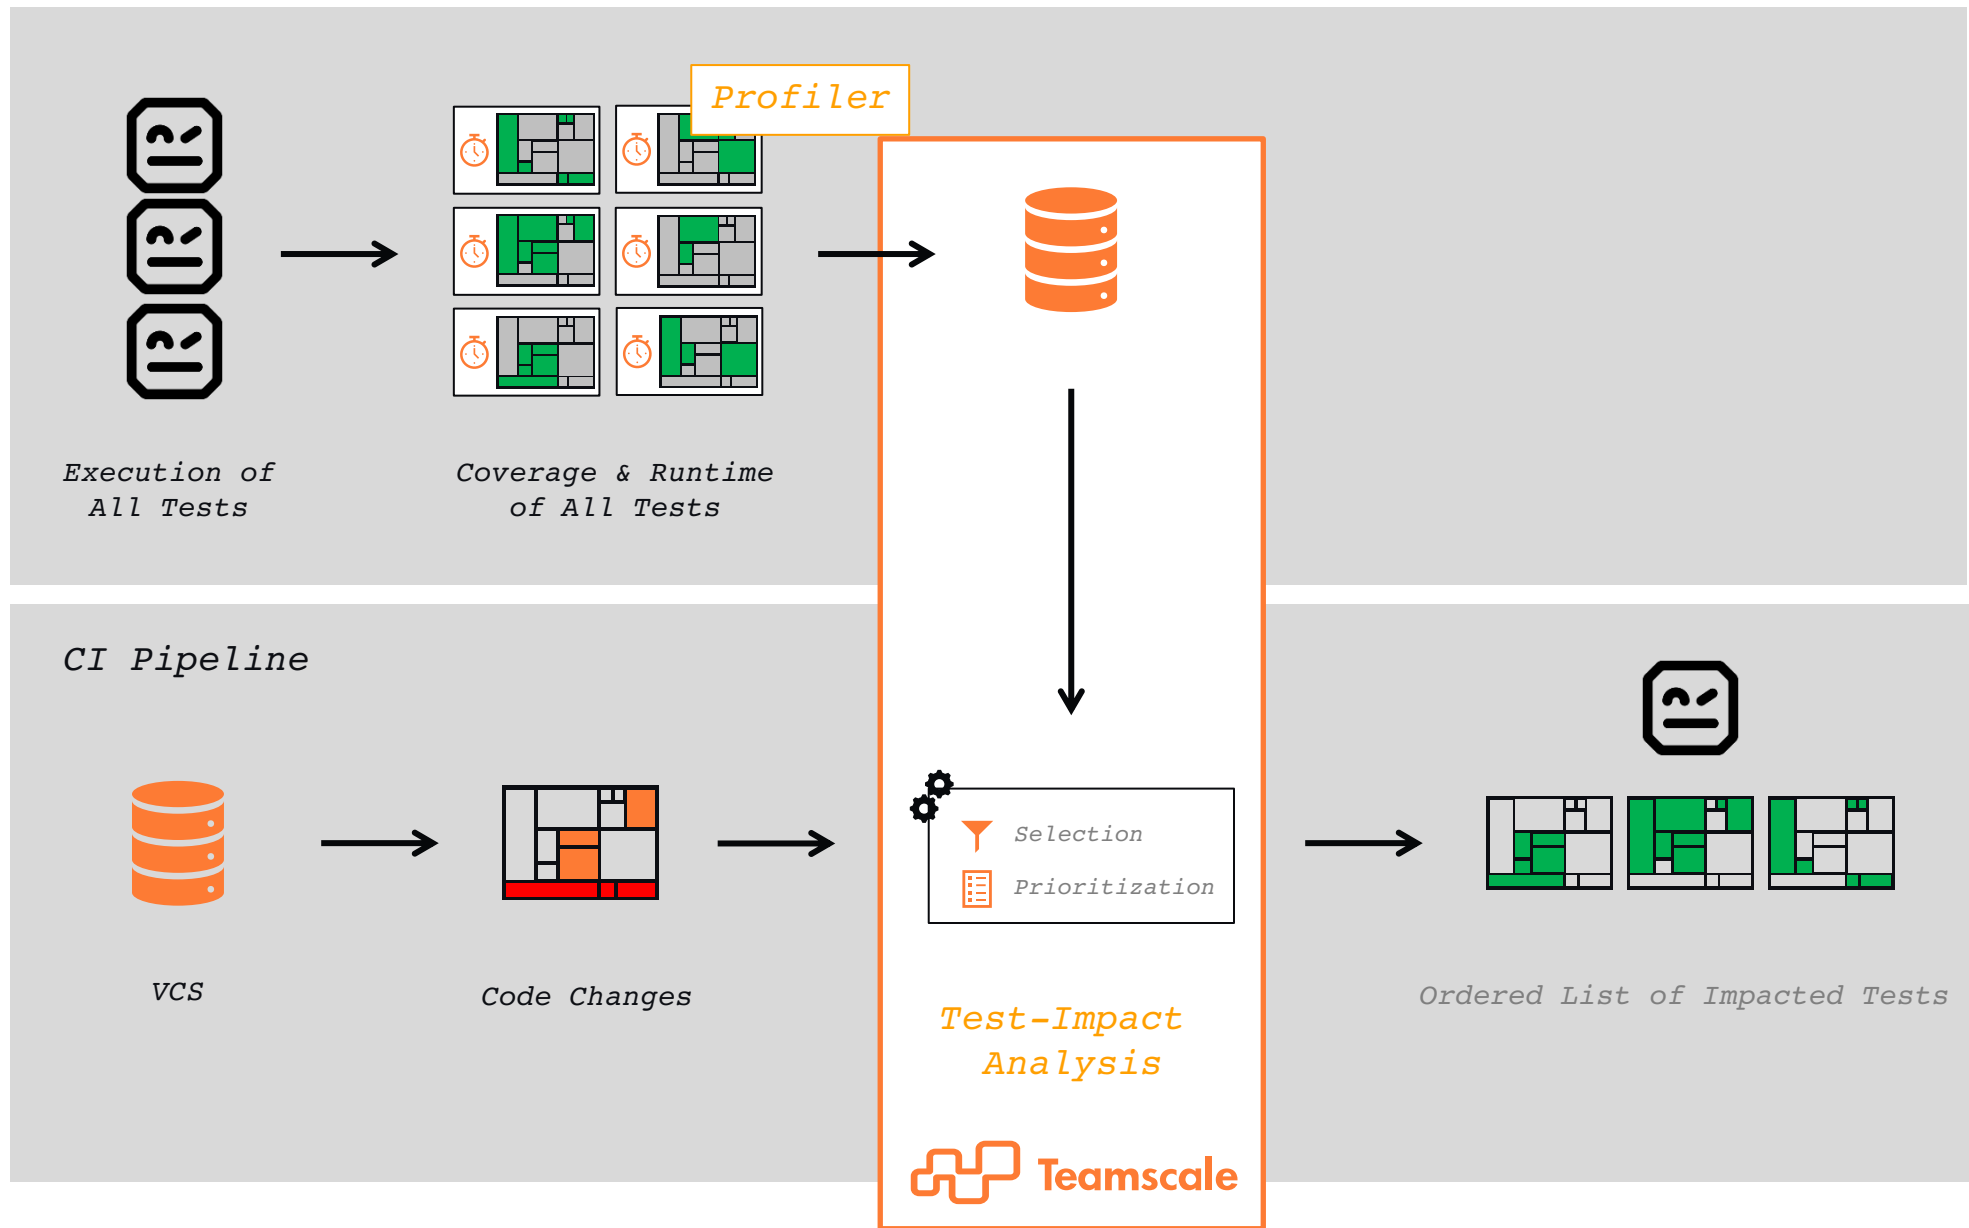 Profiler
Execution of
All Tests
Coverage & Runtime
of All Tests
CI Pipeline
Selection
Prioritization
VCS
Code Changes
Ordered List of Impacted Tests
Test-Impact
Analysis
Teamscale